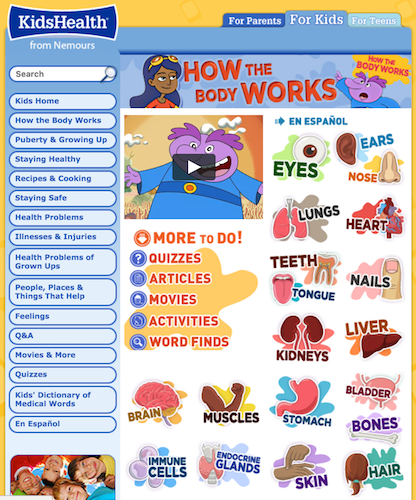 KidsHealth®
from Nemours
For Parents
For Kids
For Teens
Search
Kids Home
How the Body Works
Puberty & Growing Up
Staying Healthy
Recipes & Cooking
Staying Safe
Health Problems
Illnesses & Injuries
Health Problems of
Grown Ups
People, Places &
Things That Help
Feelings
Q&A
Movies & More
Quizzes
Kids' Dictionary of
Medical Words
En Español
HOW THE
BODY WORKS
HOW THE
BODY WORKS
MORE TO DO!
? QUIZZES
ARTICLES
MOVIES
ACTIVITIES
WORD FINDS
EN ESPAÑOL
EYES
EARS
NOSE
LUNGS
HEART
TEETH
TONGUE
NAILS
KIDNEYS
LIVER
BRAIN
MUSCLES
STOMACH
BLADDER
BONES
IMMUNE
CELLS
ENDOCRINE
GLANDS
SKIN
HAIR